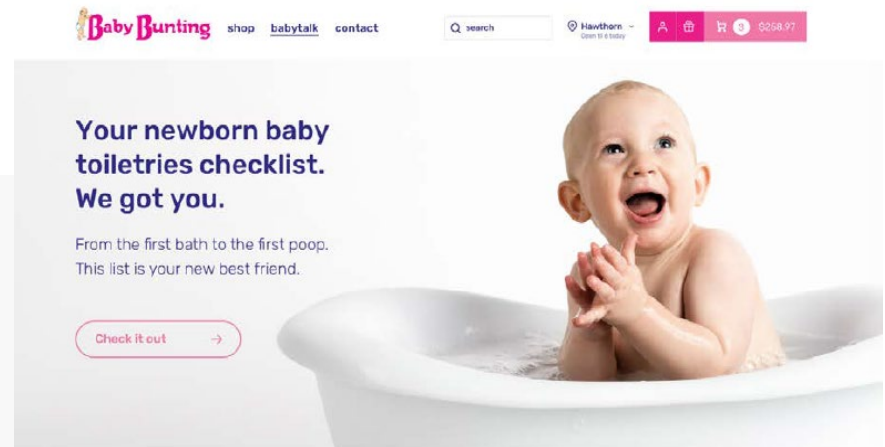 Baby Bunting
shop babytalk contact
search
Hawthorn
3 $258.97
Your newborn baby
toiletries checklist.
We got you.
From the first bath to the first poop.
This list is your new best friend.
Check it out →